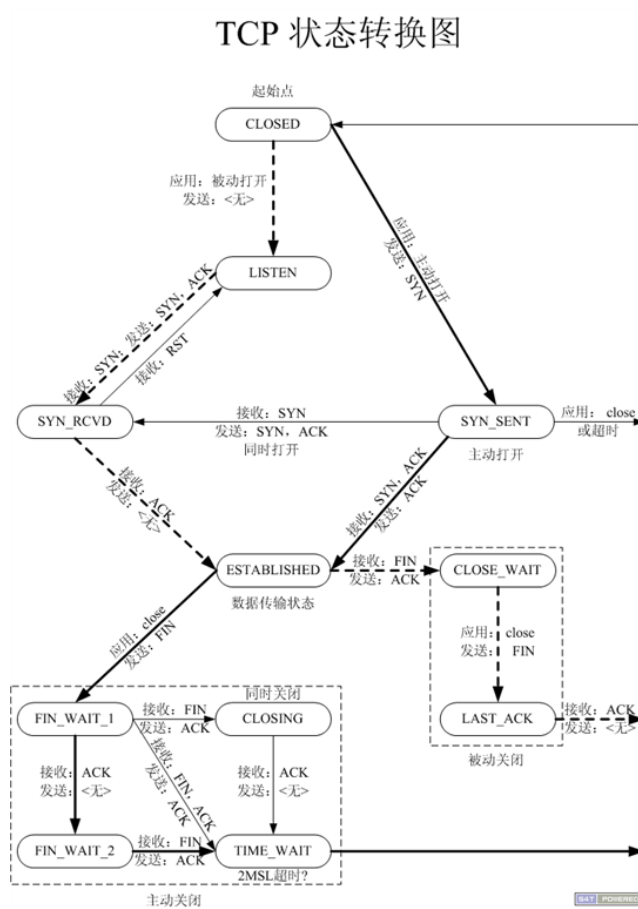 TCP 状态转换图
起始点
CLOSED
应用：被动打开
发送：<无>
应用：主动打开
发送：SYN
LISTEN
接收：SYN；发送：SYN，ACK
接收：RST
SYN_RCVD
接收：SYN
发送：SYN，ACK
同时打开
SYN_SENT
主动打开
应用：close
或超时
接收：ACK
发送：<无>
接收：SYN，ACK
发送：ACK
ESTABLISHED
数据传输状态
接收：FIN
发送：ACK
CLOSE_WAIT
应用：close
发送：FIN
应用：close
发送：FIN
LAST_ACK
接收：ACK
发送：<无>
被动关闭
同时关闭
FIN_WAIT_1
接收：FIN
发送：ACK
CLOSING
接收：ACK
发送：<无>
接收：FIN，ACK
发送：ACK
接收：ACK
发送：<无>
FIN_WAIT_2
接收：FIN
发送：ACK
TIME_WAIT
2MSL超时?
主动关闭
S4T POWERED